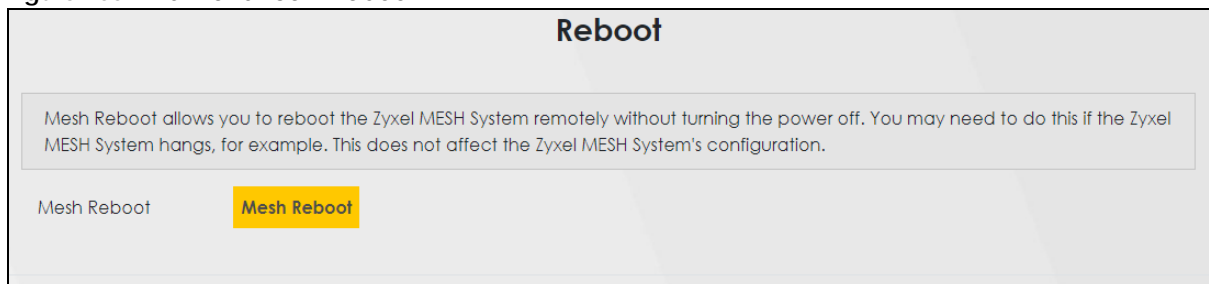 Reboot
Mesh Reboot allows you to reboot the Zyxel MESH System remotely without turning the power off. You may need to do this if the Zyxel
MESH System hangs, for example. This does not affect the Zyxel MESH System's configuration.
Mesh Reboot Mesh Reboot